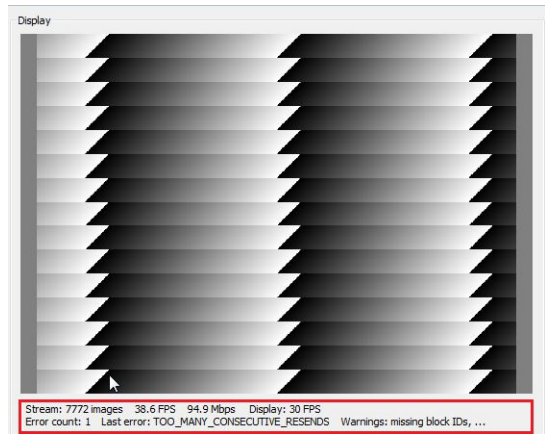 Display
Stream: 7772 images 38.6 FPS 94.9 Mbps Display: 30 FPS
Error count: 1 Last error: TOO_MANY_CONSECUTIVE_RESENDS Warnings: missing block IDs, ...